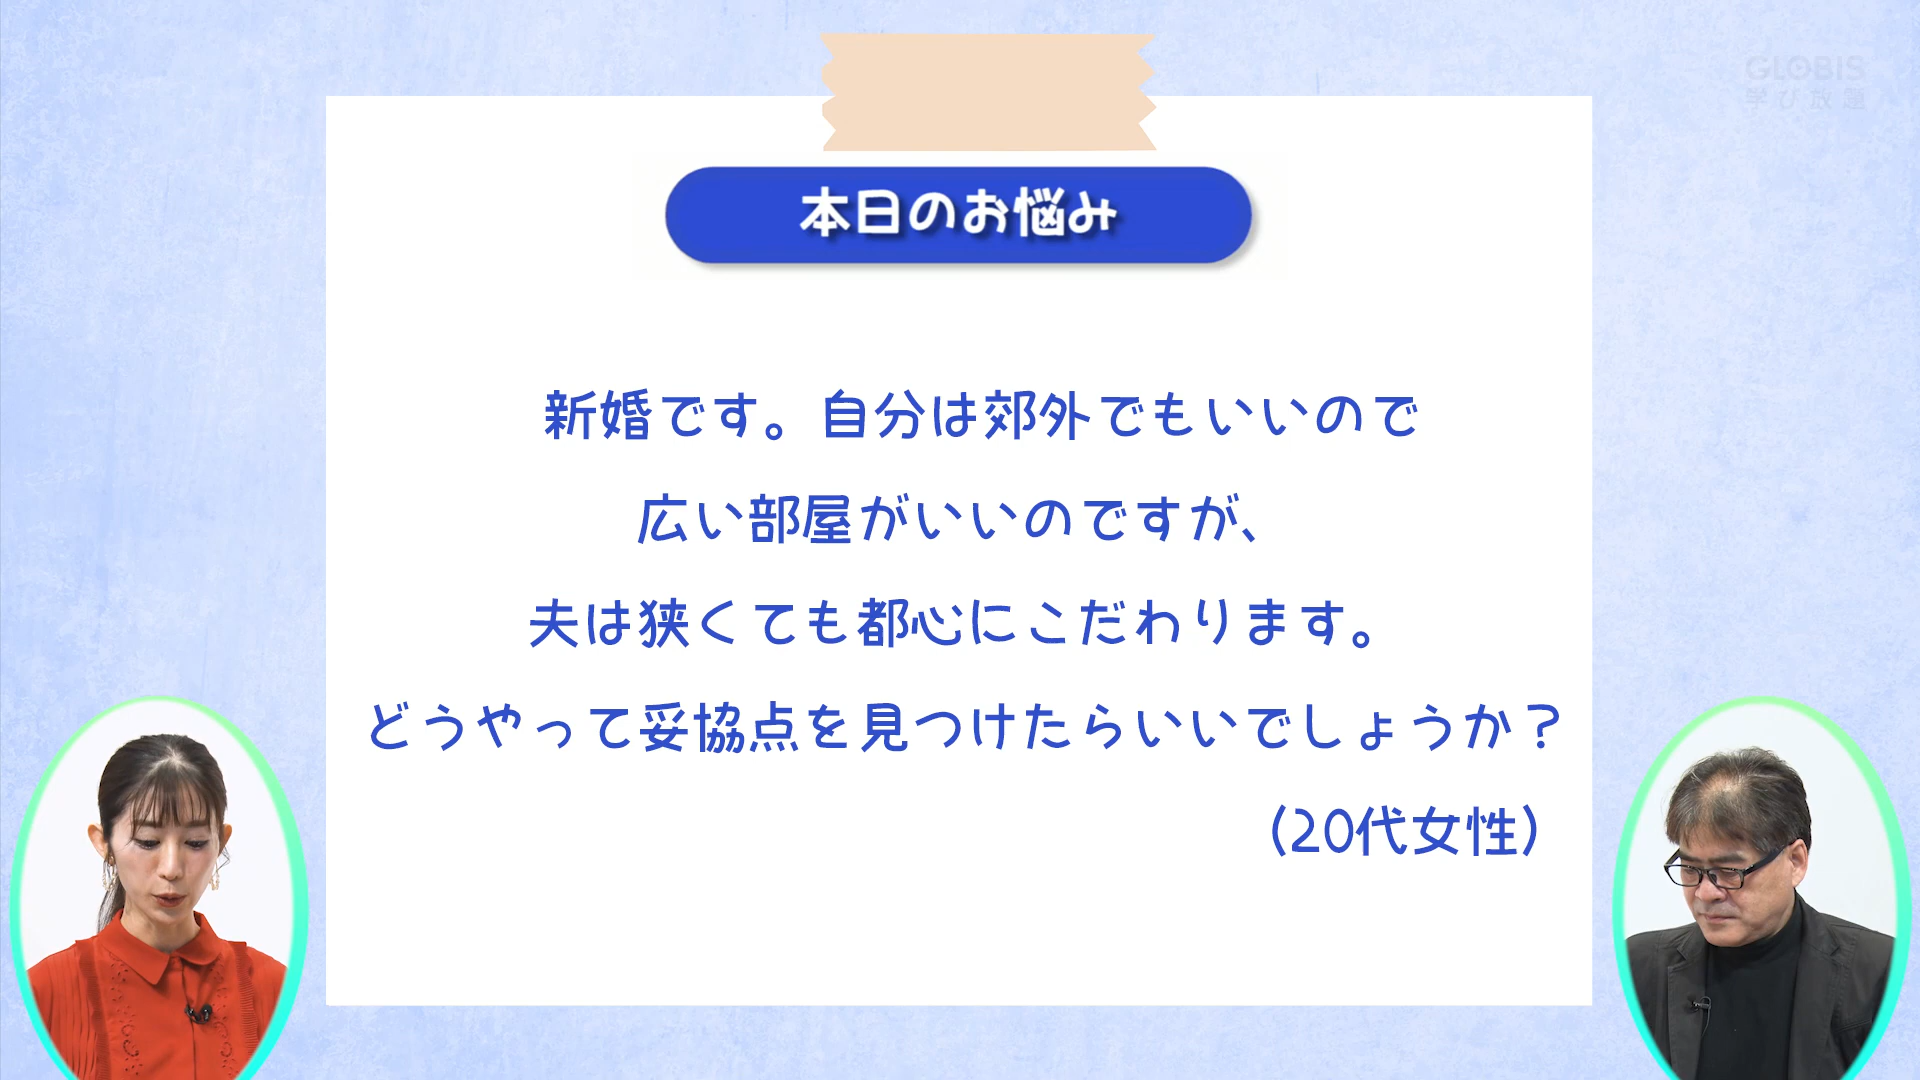 GLOBIS
学び放題
本日のお悩み
新婚です。自分は郊外でもいいので
広い部屋がいいのですが、
夫は狭くても都心にこだわります。
どうやって妥協点を見つけたらいいでしょうか？
(20代女性)